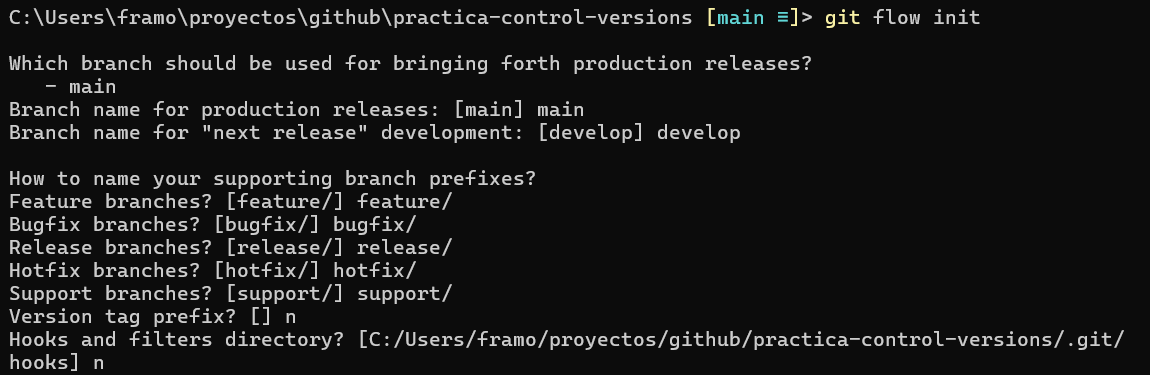 C:\Users\framo\proyectos\github\practica-control-versions [main ≡]> git flow init
Which branch should be used for bringing forth production releases?
   - main
Branch name for production releases: [main] main
Branch name for "next release" development: [develop] develop
How to name your supporting branch prefixes?
Feature branches? [feature/] feature/
Bugfix branches? [bugfix/] bugfix/
Release branches? [release/] release/
Hotfix branches? [hotfix/] hotfix/
Support branches? [support/] support/
Version tag prefix? [] n
Hooks and filters directory? [C:/Users/framo/proyectos/github/practica-control-versions/.git/
hooks] n